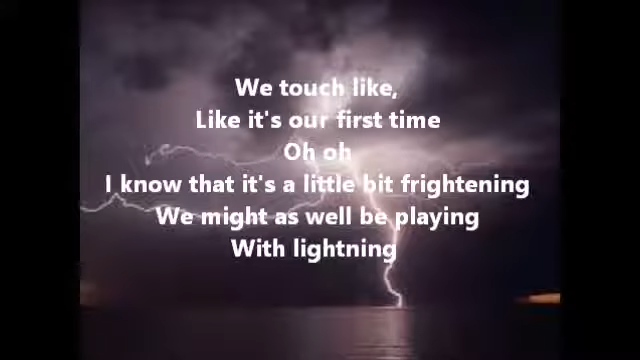 We touch like,
Like it's our first time
Oh oh
I know that it's a little bit frightening
We might as well be playing
With lightning